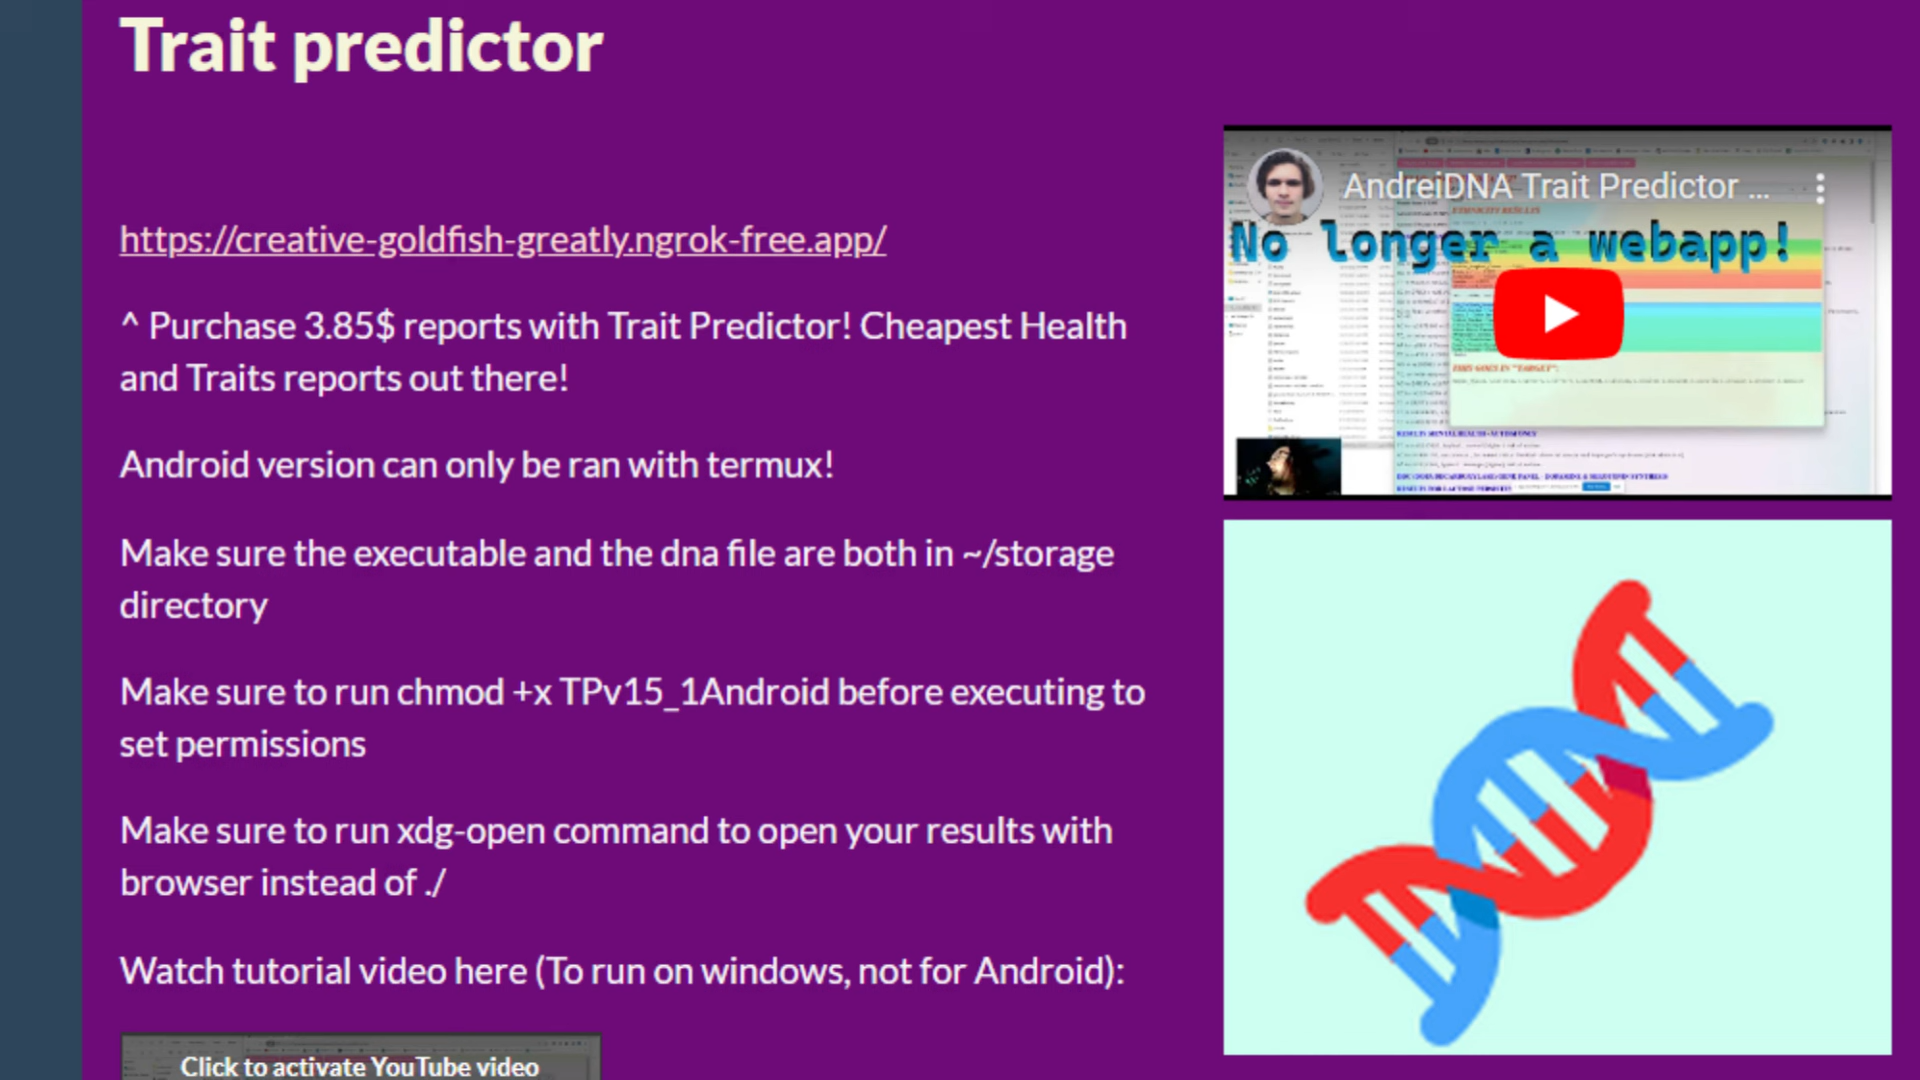 Trait predictor
https://creative-goldfish-greatly.ngrok-free.app/
^ Purchase 3.85$ reports with Trait Predictor! Cheapest Health
and Traits reports out there!
Android version can only be ran with termux!
Make sure the executable and the dna file are both in ~/storage
directory
Make sure to run chmod +x TPv15_1Android before executing to
set permissions
Make sure to run xdg-open command to open your results with
browser instead of ./
Watch tutorial video here (To run on windows, not for Android):
Click to activate YouTube video
AndreiDNA Trait Predictor ...
No longer a webapp!